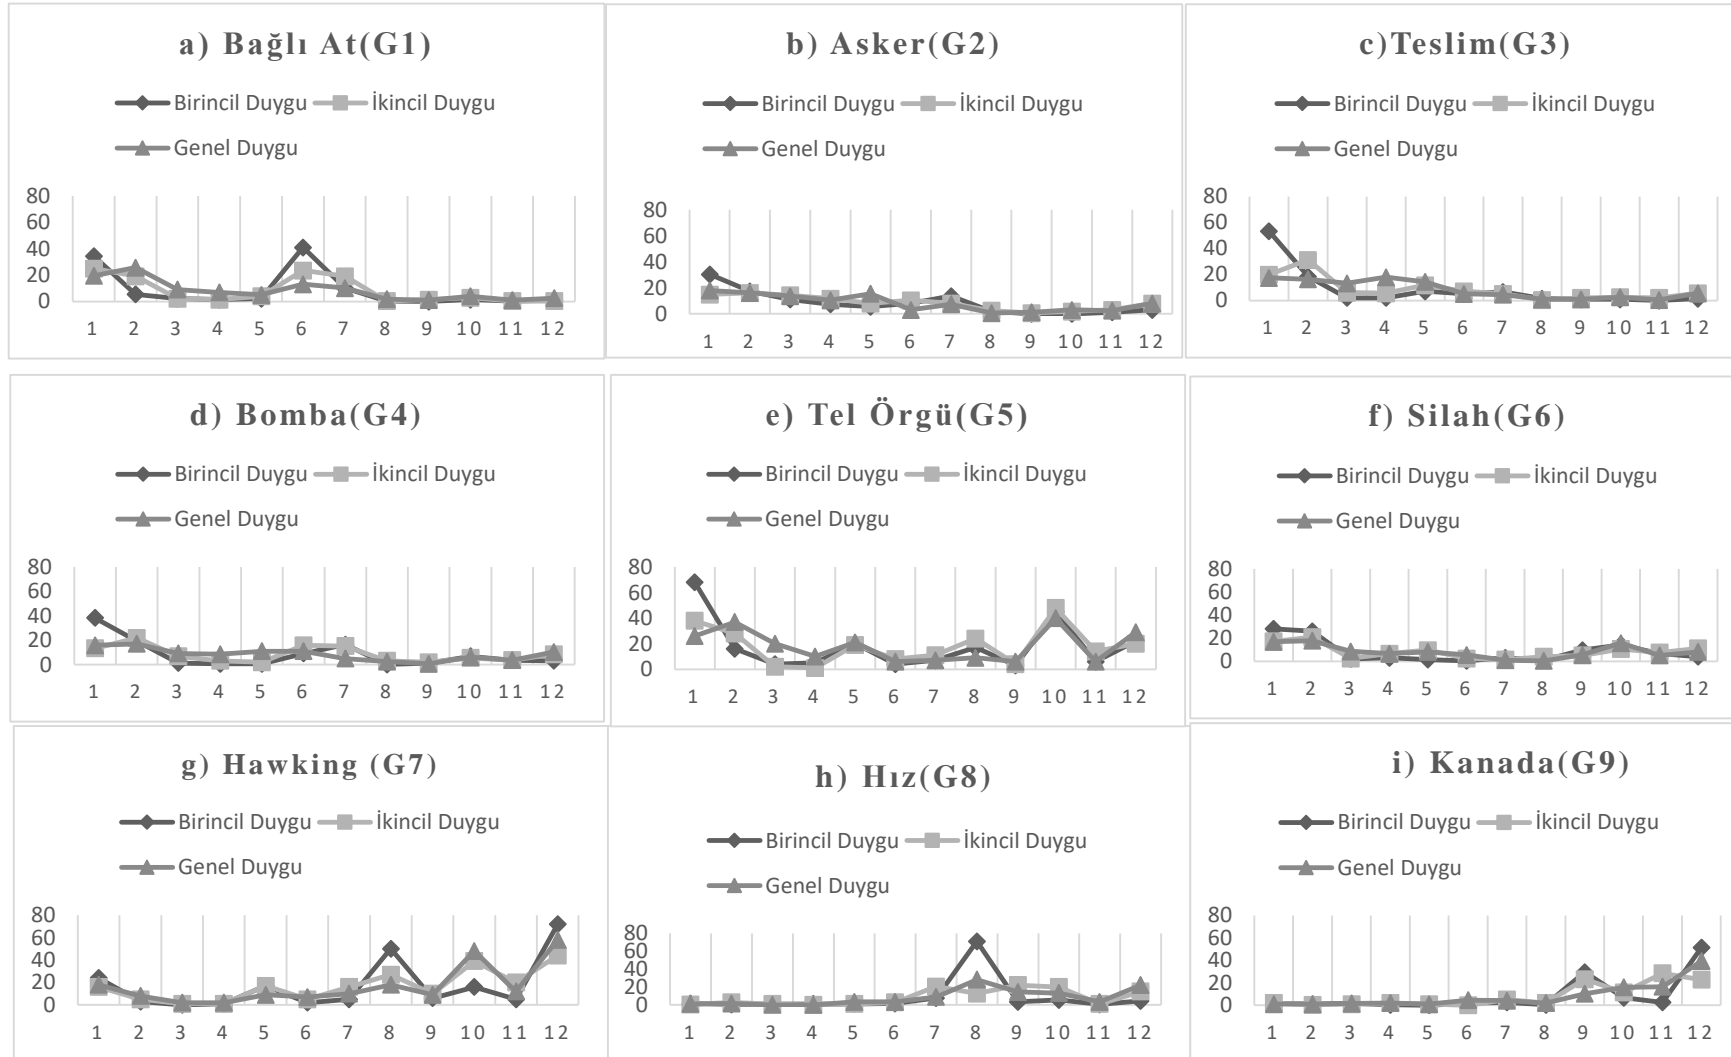 a) Bağlı At(G1)
Birincil Duygu İkincil Duygu
Genel Duygu
80
60
40
20
0
1 2 3 4 5 6 7 8 9 10 11 12
b) Asker(G2)
Birincil Duygu İkincil Duygu
Genel Duygu
80
60
40
20
0
1 2 3 4 5 6 7 8 9 10 11 12
c)Teslim(G3)
Birincil Duygu İkincil Duygu
Genel Duygu
80
60
40
20
0
1 2 3 4 5 6 7 8 9 10 11 12
d) Bomba(G4)
Birincil Duygu İkincil Duygu
Genel Duygu
80
60
40
20
0
1 2 3 4 5 6 7 8 9 10 11 12
e) Tel Örgü(G5)
Birincil Duygu İkincil Duygu
Genel Duygu
80
60
40
20
0
1 2 3 4 5 6 7 8 9 10 11 12
f) Silah(G6)
Birincil Duygu İkincil Duygu
Genel Duygu
80
60
40
20
0
1 2 3 4 5 6 7 8 9 10 11 12
g) Hawking (G7)
Birincil Duygu İkincil Duygu
Genel Duygu
80
60
40
20
0
1 2 3 4 5 6 7 8 9 10 11 12
h) Hız(G8)
Birincil Duygu İkincil Duygu
Genel Duygu
80
60
40
20
0
1 2 3 4 5 6 7 8 9 10 11 12
i) Kanada(G9)
Birincil Duygu İkincil Duygu
Genel Duygu
80
60
40
20
0
1 2 3 4 5 6 7 8 9 10 11 12